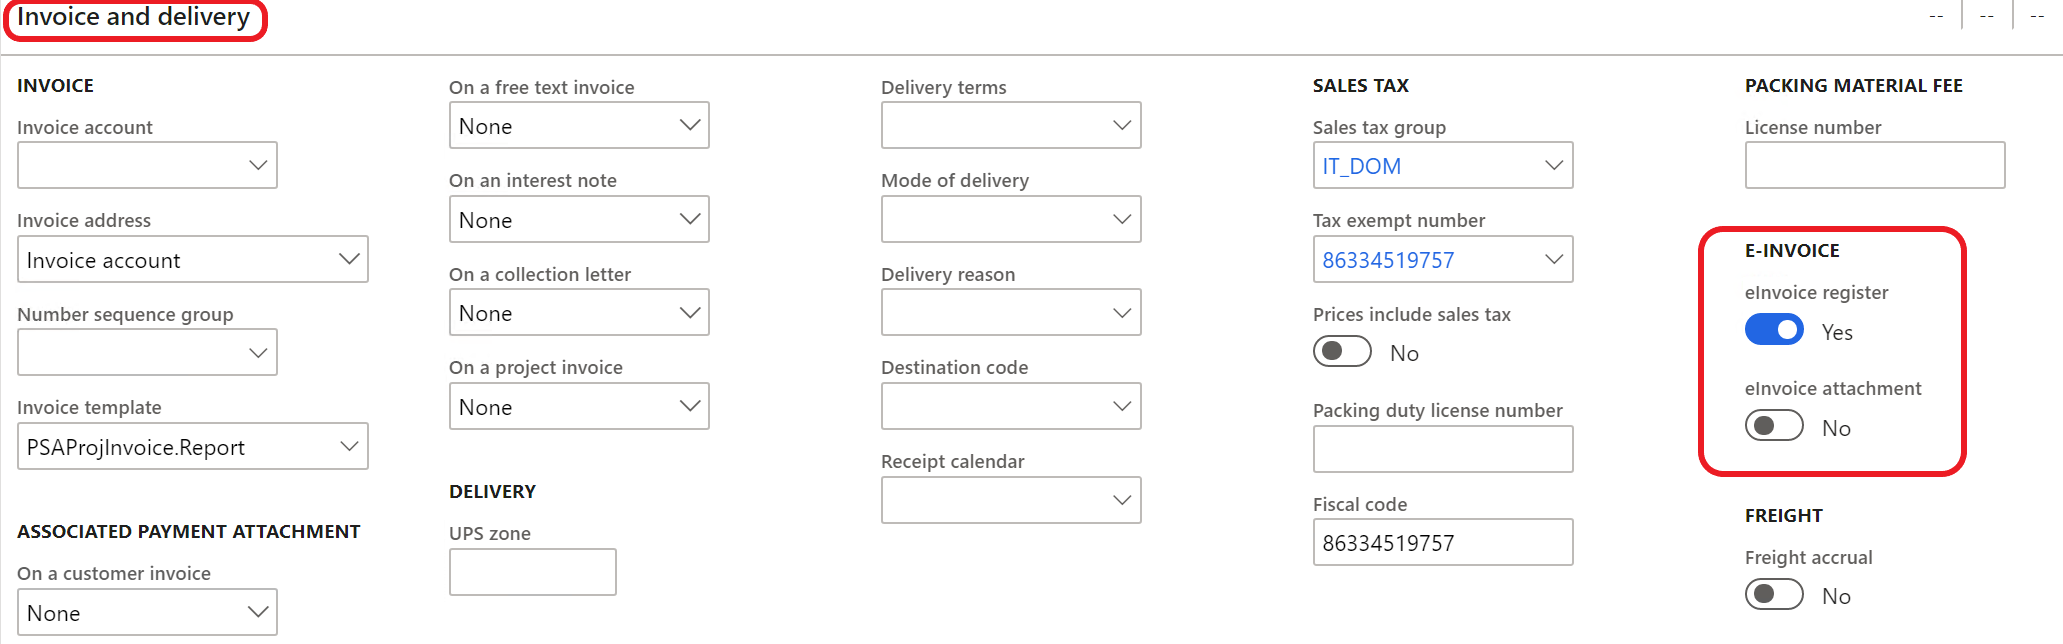 Invoice and delivery
--
--
--
INVOICE
Invoice account
Invoice address
Invoice account
Number sequence group
Invoice template
PSAProjInvoice.Report
ASSOCIATED PAYMENT ATTACHMENT
On a customer invoice
None
On a free text invoice
None
On an interest note
None
On a collection letter
None
On a project invoice
None
DELIVERY
UPS zone
Delivery terms
Mode of delivery
Delivery reason
Destination code
Receipt calendar
SALES TAX
Sales tax group
IT_DOM
Tax exempt number
86334519757
Prices include sales tax
No
Packing duty license number
Fiscal code
86334519757
PACKING MATERIAL FEE
License number
E-INVOICE
eInvoice register
Yes
eInvoice attachment
No
FREIGHT
Freight accrual
No